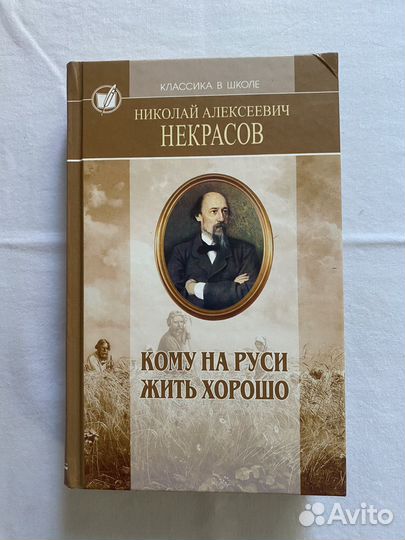 КЛАССИКА В ШКОЛЕ
НИКОЛАЙ АЛЕКСЕЕВИЧ
НЕКРАСОВ
КОМУ НА РУСИ
ЖИТЬ ХОРОШО
Avito